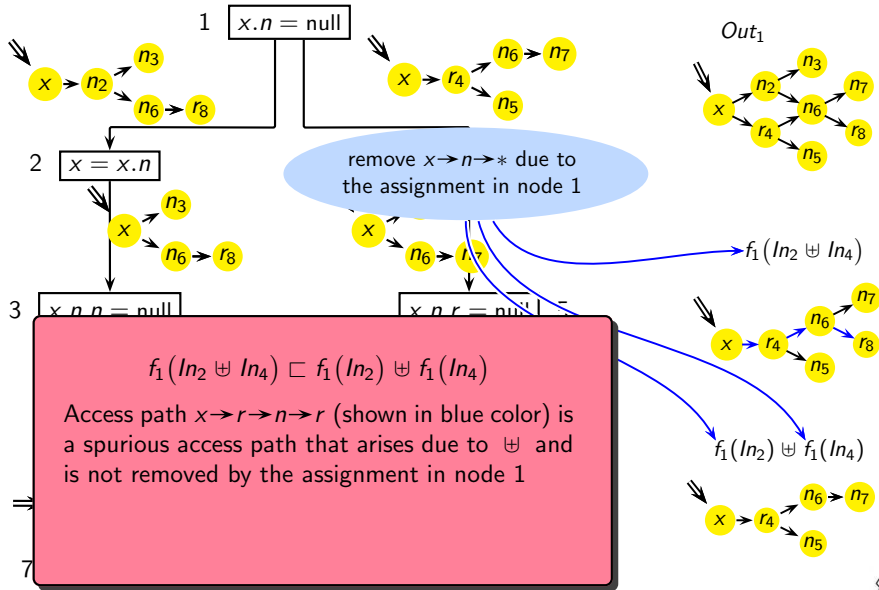 1 x.n = null
Out₁
x n₂ n₃ n₆ r₈
x r₄ n₆ n₇ n₅
x n₂ n₃ r₄ n₆ n₇ r₈ n₅
2 x = x.n
remove x→n→∗ due to
the assignment in node 1
x n₃ n₆ r₈
n₆ n₇
f₁(In₂ ⊎ In₄)
3 x.n.n = null
x.n.r = null 5
x r₄ n₆ n₇ r₈ n₅
f₁(In₂ ⊎ In₄) ⊏ f₁(In₂) ⊎ f₁(In₄)
Access path x→r→n→r (shown in blue color) is
a spurious access path that arises due to ⊎ and
is not removed by the assignment in node 1
f₁(In₂) ⊎ f₁(In₄)
x r₄ n₆ n₇ n₅
7